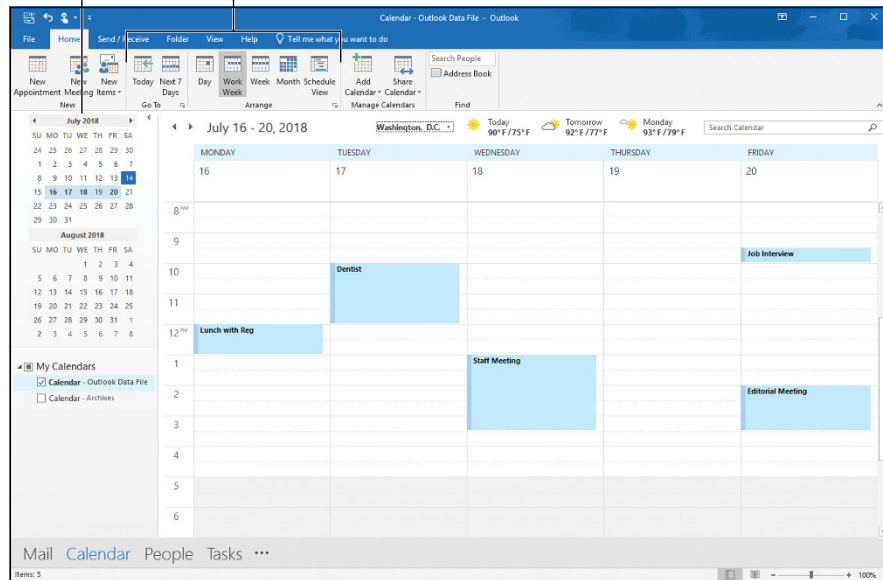 Calendar - Outlook Data File - Outlook
File Home Send / Receive Folder View Help Tell me what you want to do
New Appointment
New Meeting
New Items
New
Today
Next 7 Days
Go To
Day
Work Week
Week
Month
Schedule View
Arrange
Add Calendar
Share Calendar
Manage Calendars
Search People
Address Book
Find
July 2018
SU MO TU WE TH FR SA
24 25 26 27 28 29 30
1 2 3 4 5 6 7
8 9 10 11 12 13 14
15 16 17 18 19 20 21
22 23 24 25 26 27 28
29 30 31
August 2018
SU MO TU WE TH FR SA
1 2 3 4
5 6 7 8 9 10 11
12 13 14 15 16 17 18
19 20 21 22 23 24 25
26 27 28 29 30 31 1
2 3 4 5 6 7 8
My Calendars
Calendar - Outlook Data File
Calendar - Archives
July 16 - 20, 2018
Washington, D.C.
Today
90° F / 75° F
Tomorrow
92° F / 77° F
Monday
93° F / 79° F
Search Calendar
MONDAY TUESDAY WEDNESDAY THURSDAY FRIDAY
16 17 18 19 20
8 AM
9
Job Interview
10
Dentist
11
12 PM
Lunch with Reg
1
Staff Meeting
2
Editorial Meeting
3
4
5
6
Mail Calendar People Tasks •••
Items: 5
- + 100%